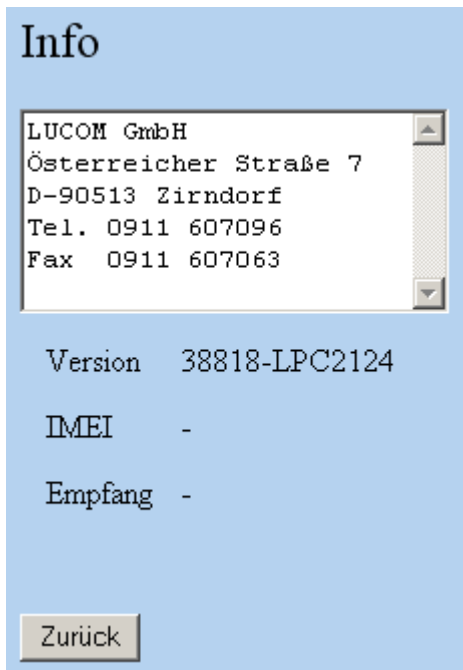 Info
LUCOM GmbH
Österreicher Straße 7
D-90513 Zirndorf
Tel. 0911 607096
Fax  0911 607063
Version 38818-LPC2124
IMEI -
Empfang -
Zurück